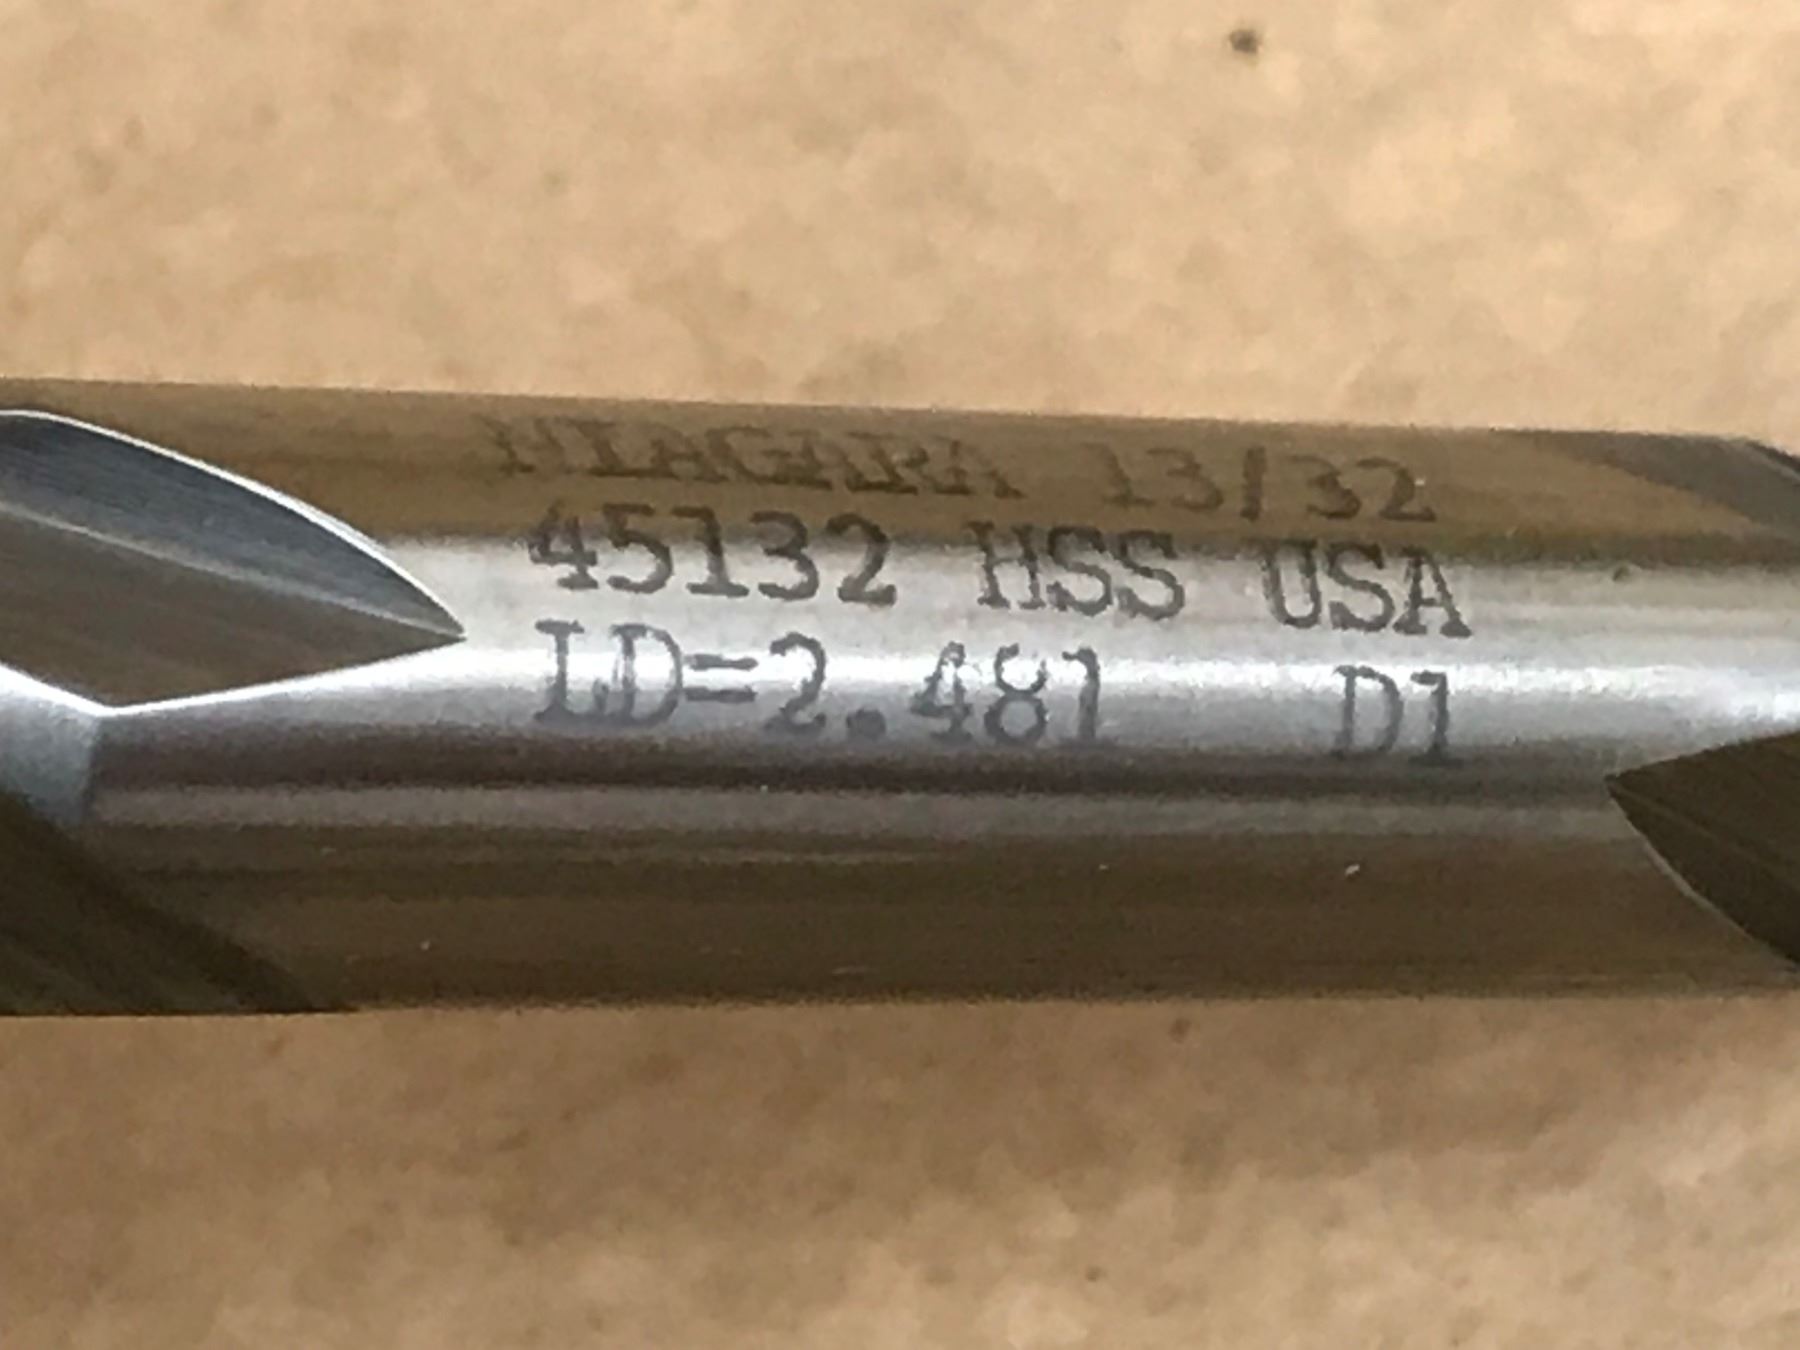 NIAGARA 13/32
45132 HSS USA
LD=2.481 D1